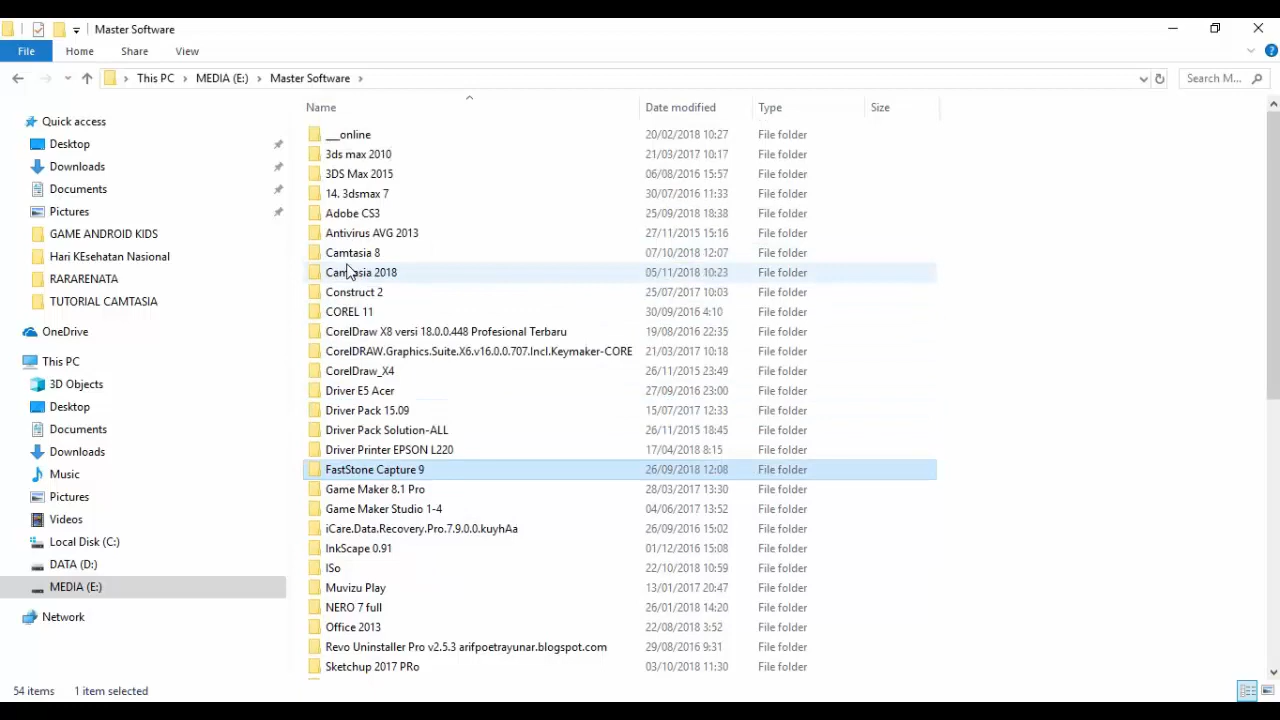 Master Software
File Home Share View
This PC MEDIA (E:) Master Software Search M...
Quick access
Desktop
Downloads
Documents
Pictures
GAME ANDROID KIDS
Hari KEsehatan Nasional
RARARENATA
TUTORIAL CAMTASIA
OneDrive
This PC
3D Objects
Desktop
Documents
Downloads
Music
Pictures
Videos
Local Disk (C:)
DATA (D:)
MEDIA (E:)
Network
Name Date modified Type Size
___online 20/02/2018 10:27 File folder
3ds max 2010 21/03/2017 10:17 File folder
3DS Max 2015 06/08/2016 15:57 File folder
14. 3dsmax 7 30/07/2016 11:33 File folder
Adobe CS3 25/09/2018 18:38 File folder
Antivirus AVG 2013 27/11/2015 15:16 File folder
Camtasia 8 07/10/2018 12:07 File folder
Camtasia 2018 05/11/2018 10:23 File folder
Construct 2 25/07/2017 10:03 File folder
COREL 11 30/09/2016 4:10 File folder
CorelDraw X8 versi 18.0.0.448 Profesional Terbaru 19/08/2016 22:35 File folder
CorelDRAW.Graphics.Suite.X6.v16.0.0.707.Incl.Keymaker-CORE 21/03/2017 10:18 File folder
CorelDraw_X4 26/11/2015 23:49 File folder
Driver E5 Acer 27/09/2016 23:00 File folder
Driver Pack 15.09 15/07/2017 12:33 File folder
Driver Pack Solution-ALL 26/11/2015 18:45 File folder
Driver Printer EPSON L220 17/04/2018 8:15 File folder
FastStone Capture 9 26/09/2018 12:08 File folder
Game Maker 8.1 Pro 28/03/2017 13:30 File folder
Game Maker Studio 1-4 04/06/2017 13:52 File folder
iCare.Data.Recovery.Pro.7.9.0.0.kuyhAa 26/09/2016 15:02 File folder
InkScape 0.91 01/12/2016 15:08 File folder
ISo 22/10/2018 10:59 File folder
Muvizu Play 13/01/2017 20:47 File folder
NERO 7 full 26/01/2018 14:20 File folder
Office 2013 22/08/2018 3:52 File folder
Revo Uninstaller Pro v2.5.3 arifpoetrayunar.blogspot.com 29/08/2016 9:31 File folder
Sketchup 2017 PRo 03/10/2018 11:30 File folder
54 items 1 item selected